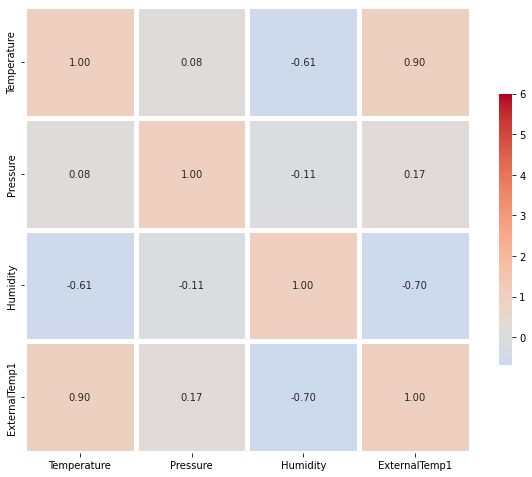 Temperature 1.00 0.08 -0.61 0.90
Pressure 0.08 1.00 -0.11 0.17
Humidity -0.61 -0.11 1.00 -0.70
ExternalTemp1 0.90 0.17 -0.70 1.00
Temperature Pressure Humidity ExternalTemp1
6
5
4
3
2
1
0